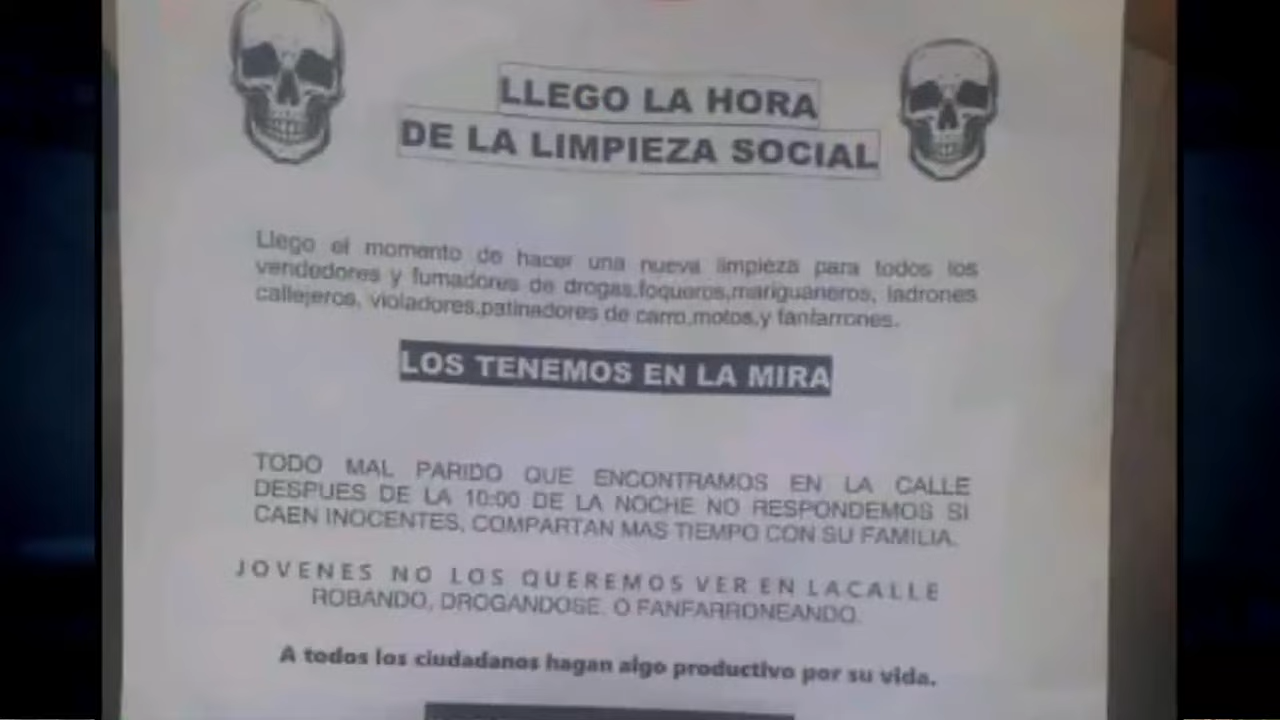 LLEGO LA HORA
DE LA LIMPIEZA SOCIAL
Llego el momento de hacer una nueva limpieza para todos los
vendedores y fumadores de drogas,foqueros,mariguaneros, ladrones
callejeros, violadores,patinadores de carro,motos,y fanfarrones.
LOS TENEMOS EN LA MIRA
TODO MAL PARIDO QUE ENCONTRAMOS EN LA CALLE
DESPUES DE LA 10:00 DE LA NOCHE NO RESPONDEMOS SI
CAEN INOCENTES, COMPARTAN MAS TIEMPO CON SU FAMILIA.
JOVENES NO LOS QUEREMOS VER EN LACALLE
ROBANDO, DROGANDOSE, O FANFARRONEANDO.
A todos los ciudadanos hagan algo productivo por su vida.